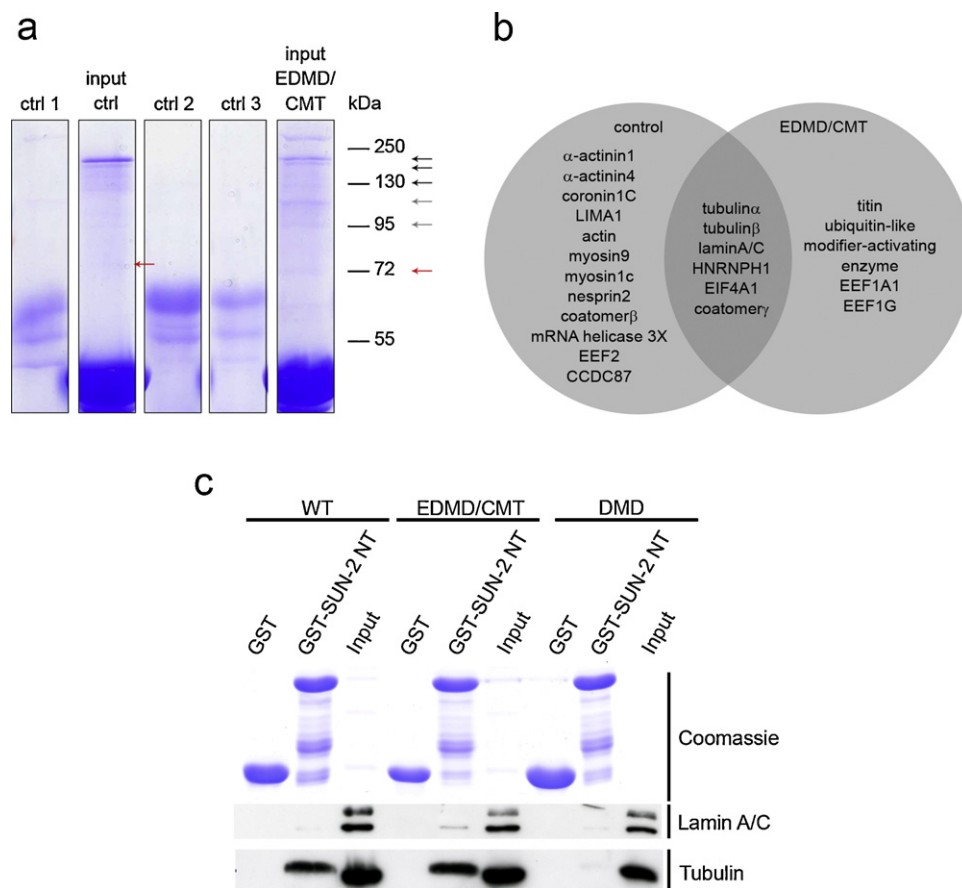 a
ctrl 1
input
ctrl
ctrl 2
ctrl 3
input
EDMD/
CMT
kDa
250
130
95
72
55
b
control
α-actinin1
α-actinin4
coronin1C
LIMA1
actin
myosin9
myosin1c
nesprin2
coatomerβ
mRNA helicase 3X
EEF2
CCDC87
tubulinα
tubulinβ
laminA/C
HNRNPH1
EIF4A1
coatomerγ
EDMD/CMT
titin
ubiquitin-like
modifier-activating
enzyme
EEF1A1
EEF1G
c
WT
EDMD/CMT
DMD
GST
GST-SUN-2 NT
Input
GST
GST-SUN-2 NT
Input
GST
GST-SUN-2 NT
Input
Coomassie
Lamin A/C
Tubulin